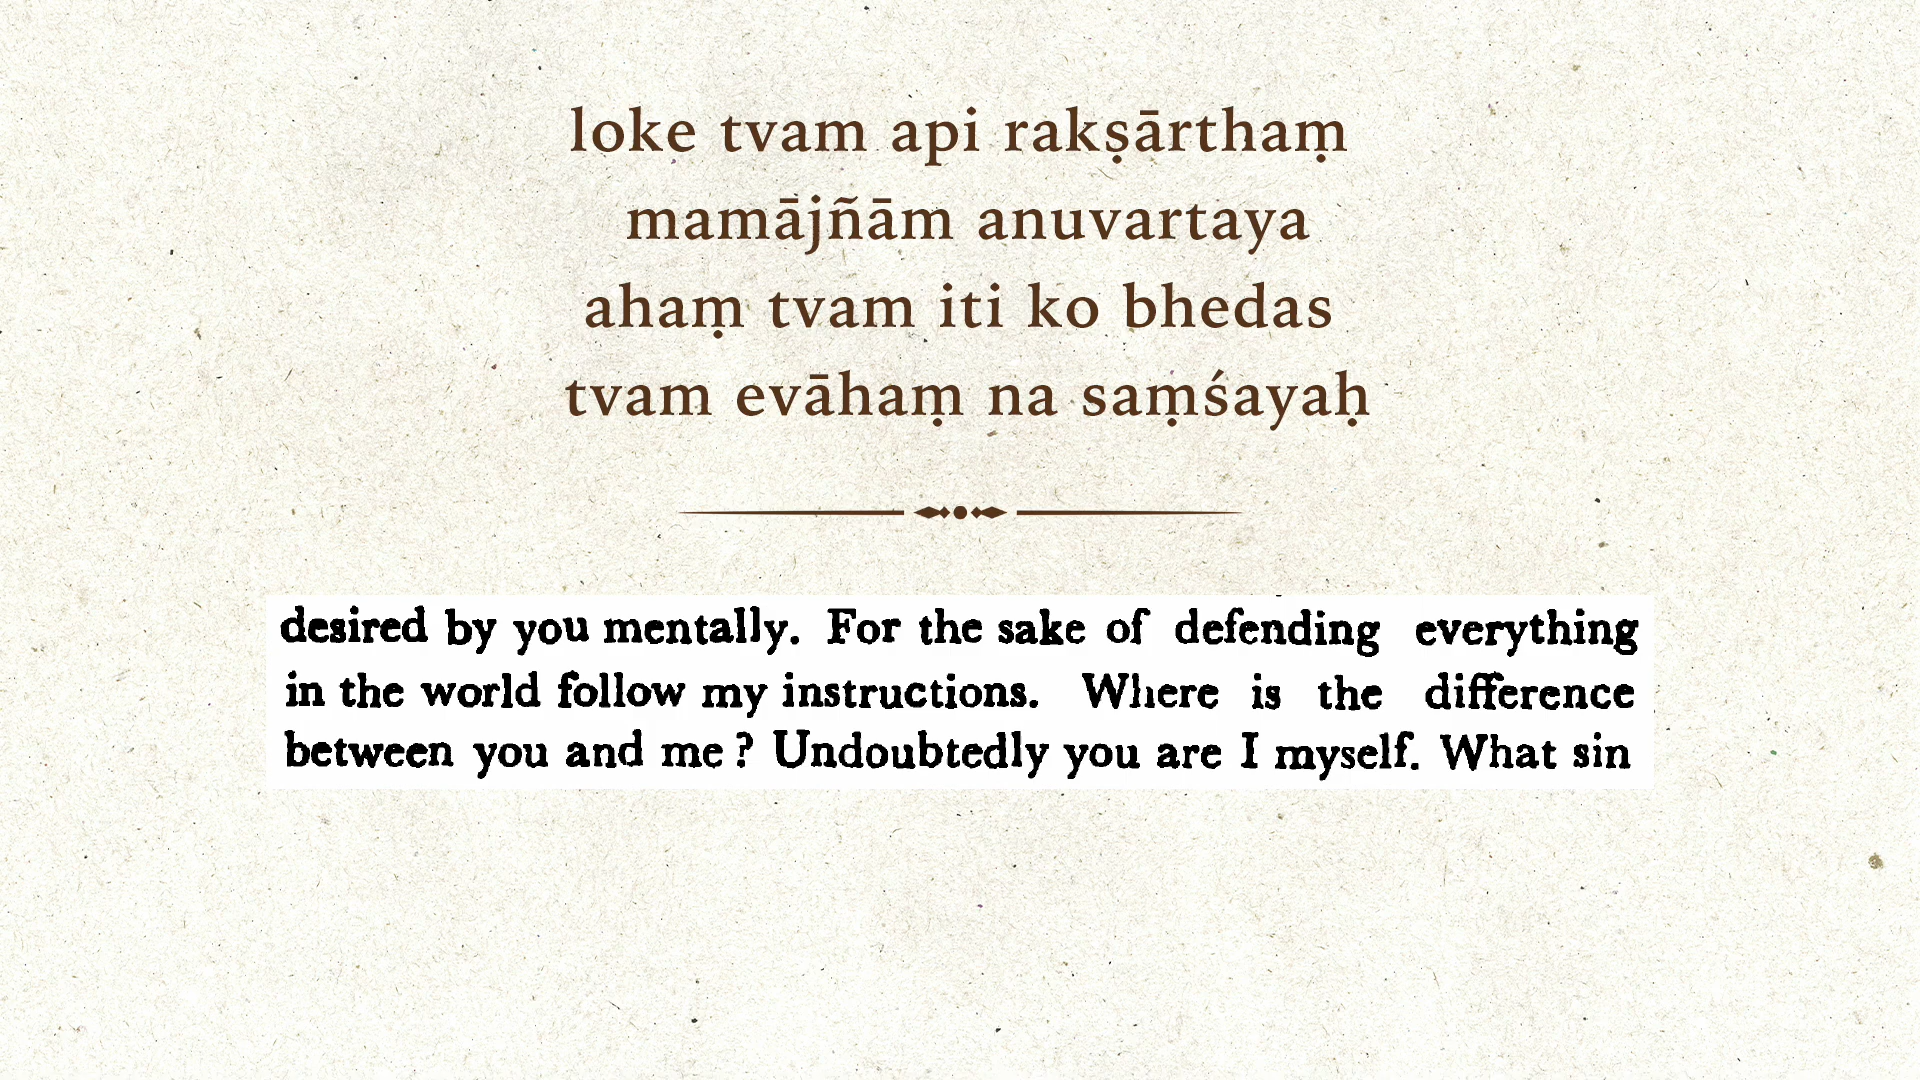 loke tvam api rakṣārthaṃ
mamājñām anuvartaya
ahaṃ tvam iti ko bhedas
tvam evāhaṃ na saṃśayaḥ
desired by you mentally. For the sake of defending everything
in the world follow my instructions. Where is the difference
between you and me? Undoubtedly you are I myself. What sin